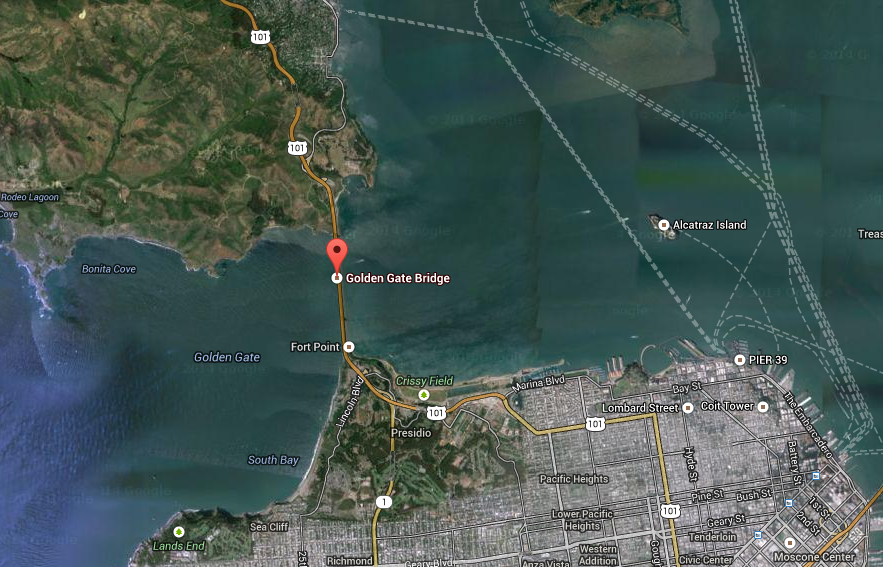 101
101
Rodeo Lagoon
Cove
Alcatraz Island
Treas
Bonita Cove
Golden Gate Bridge
Fort Point
Golden Gate
PIER 39
Crissy Field
Marina Blvd
Bay St
Lincoln Blvd
101
Lombard Street
Coit Tower
The Embarcadero
101
Presidio
Hyde St
Battery St
South Bay
Pacific Heights
1
Pine St
Bush St
1st St
101
Lower Pacific
Heights
Geary St
2nd St
Sea Cliff
Lands End
25th
Tenderloin
Western
Addition
Moscone Center
Richmond
Geary Blvd
Anza Vista
Goug
Civic Center